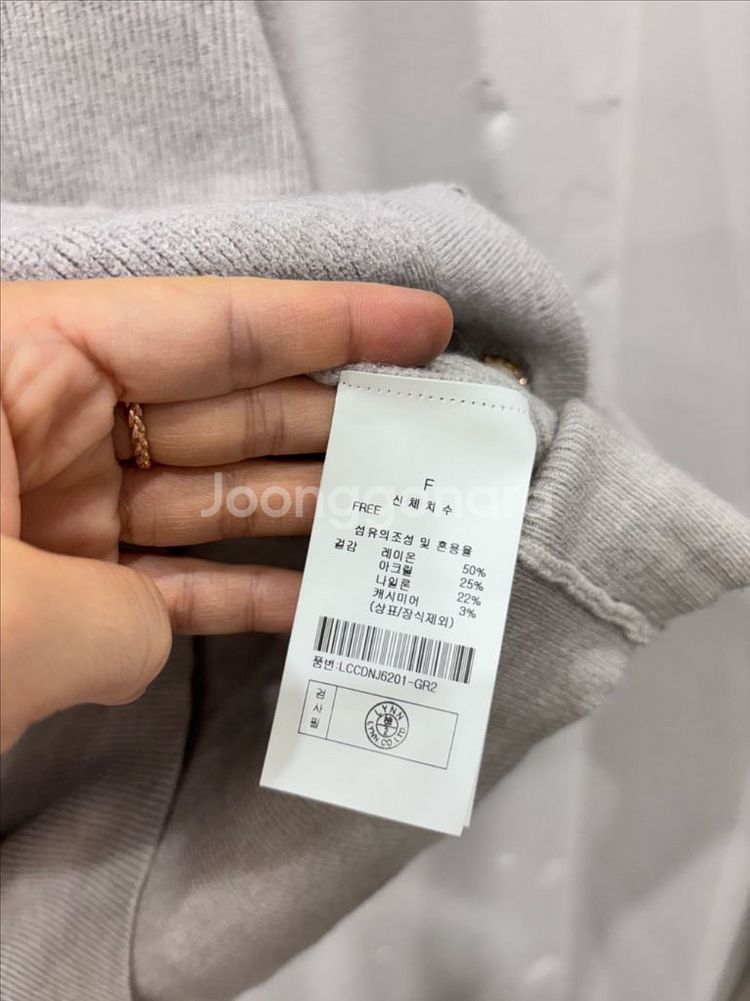 F
신체치수
FREE
섬유의조성 및 혼용율
겉감 레이온 50%
아크릴 25%
나일론 22%
캐시미어 3%
(상표/장식제외)
품번:LCCDNJ6201-GR2
검사필
LYNN
LYNN.CO.LTD.
Joonggonara